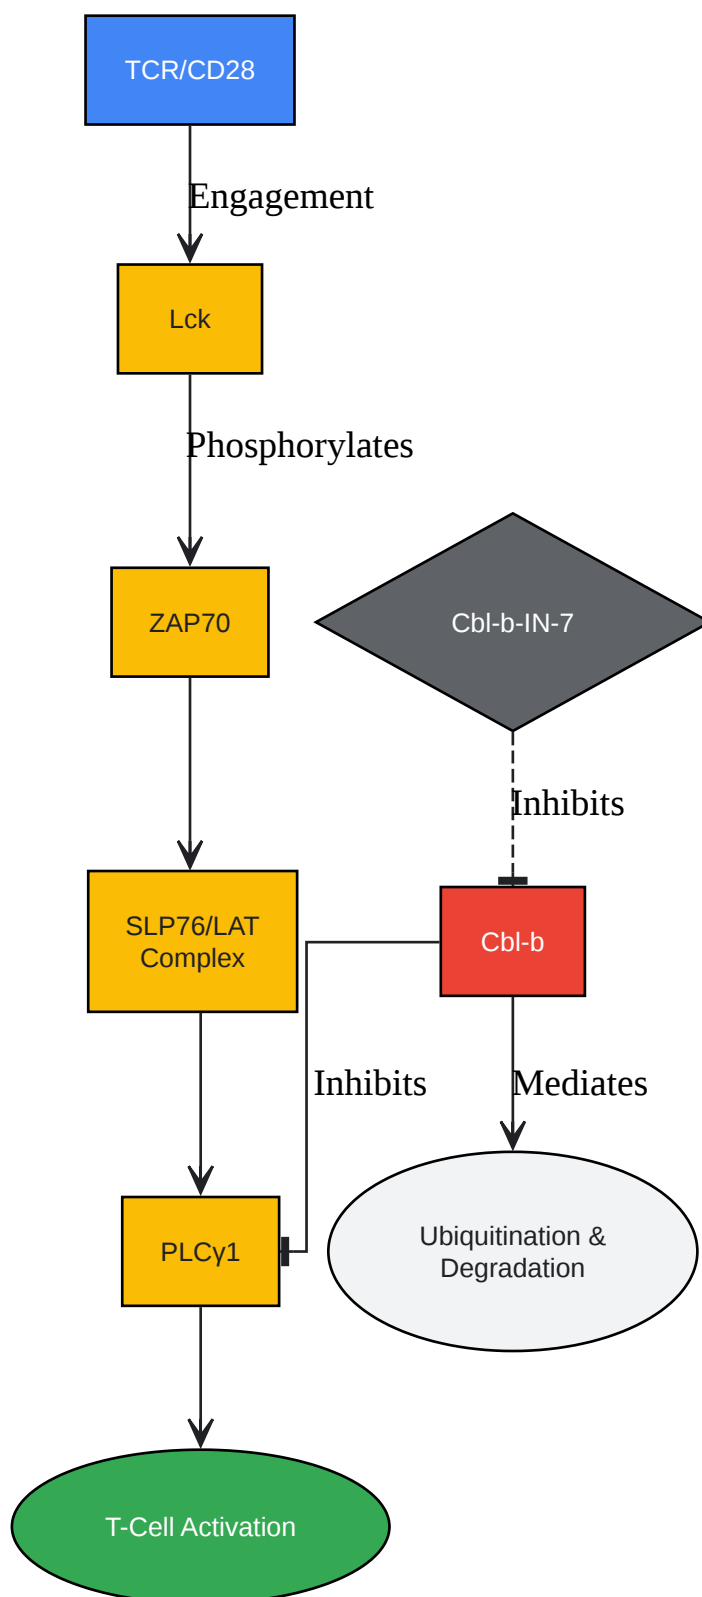 TCR/CD28
Engagement
Lck
Phosphorylates
ZAP70
Cbl-b-IN-7
Inhibits
SLP76/LAT
Complex
Cbl-b
Inhibits
Mediates
PLCγ1
Ubiquitination &
Degradation
T-Cell Activation